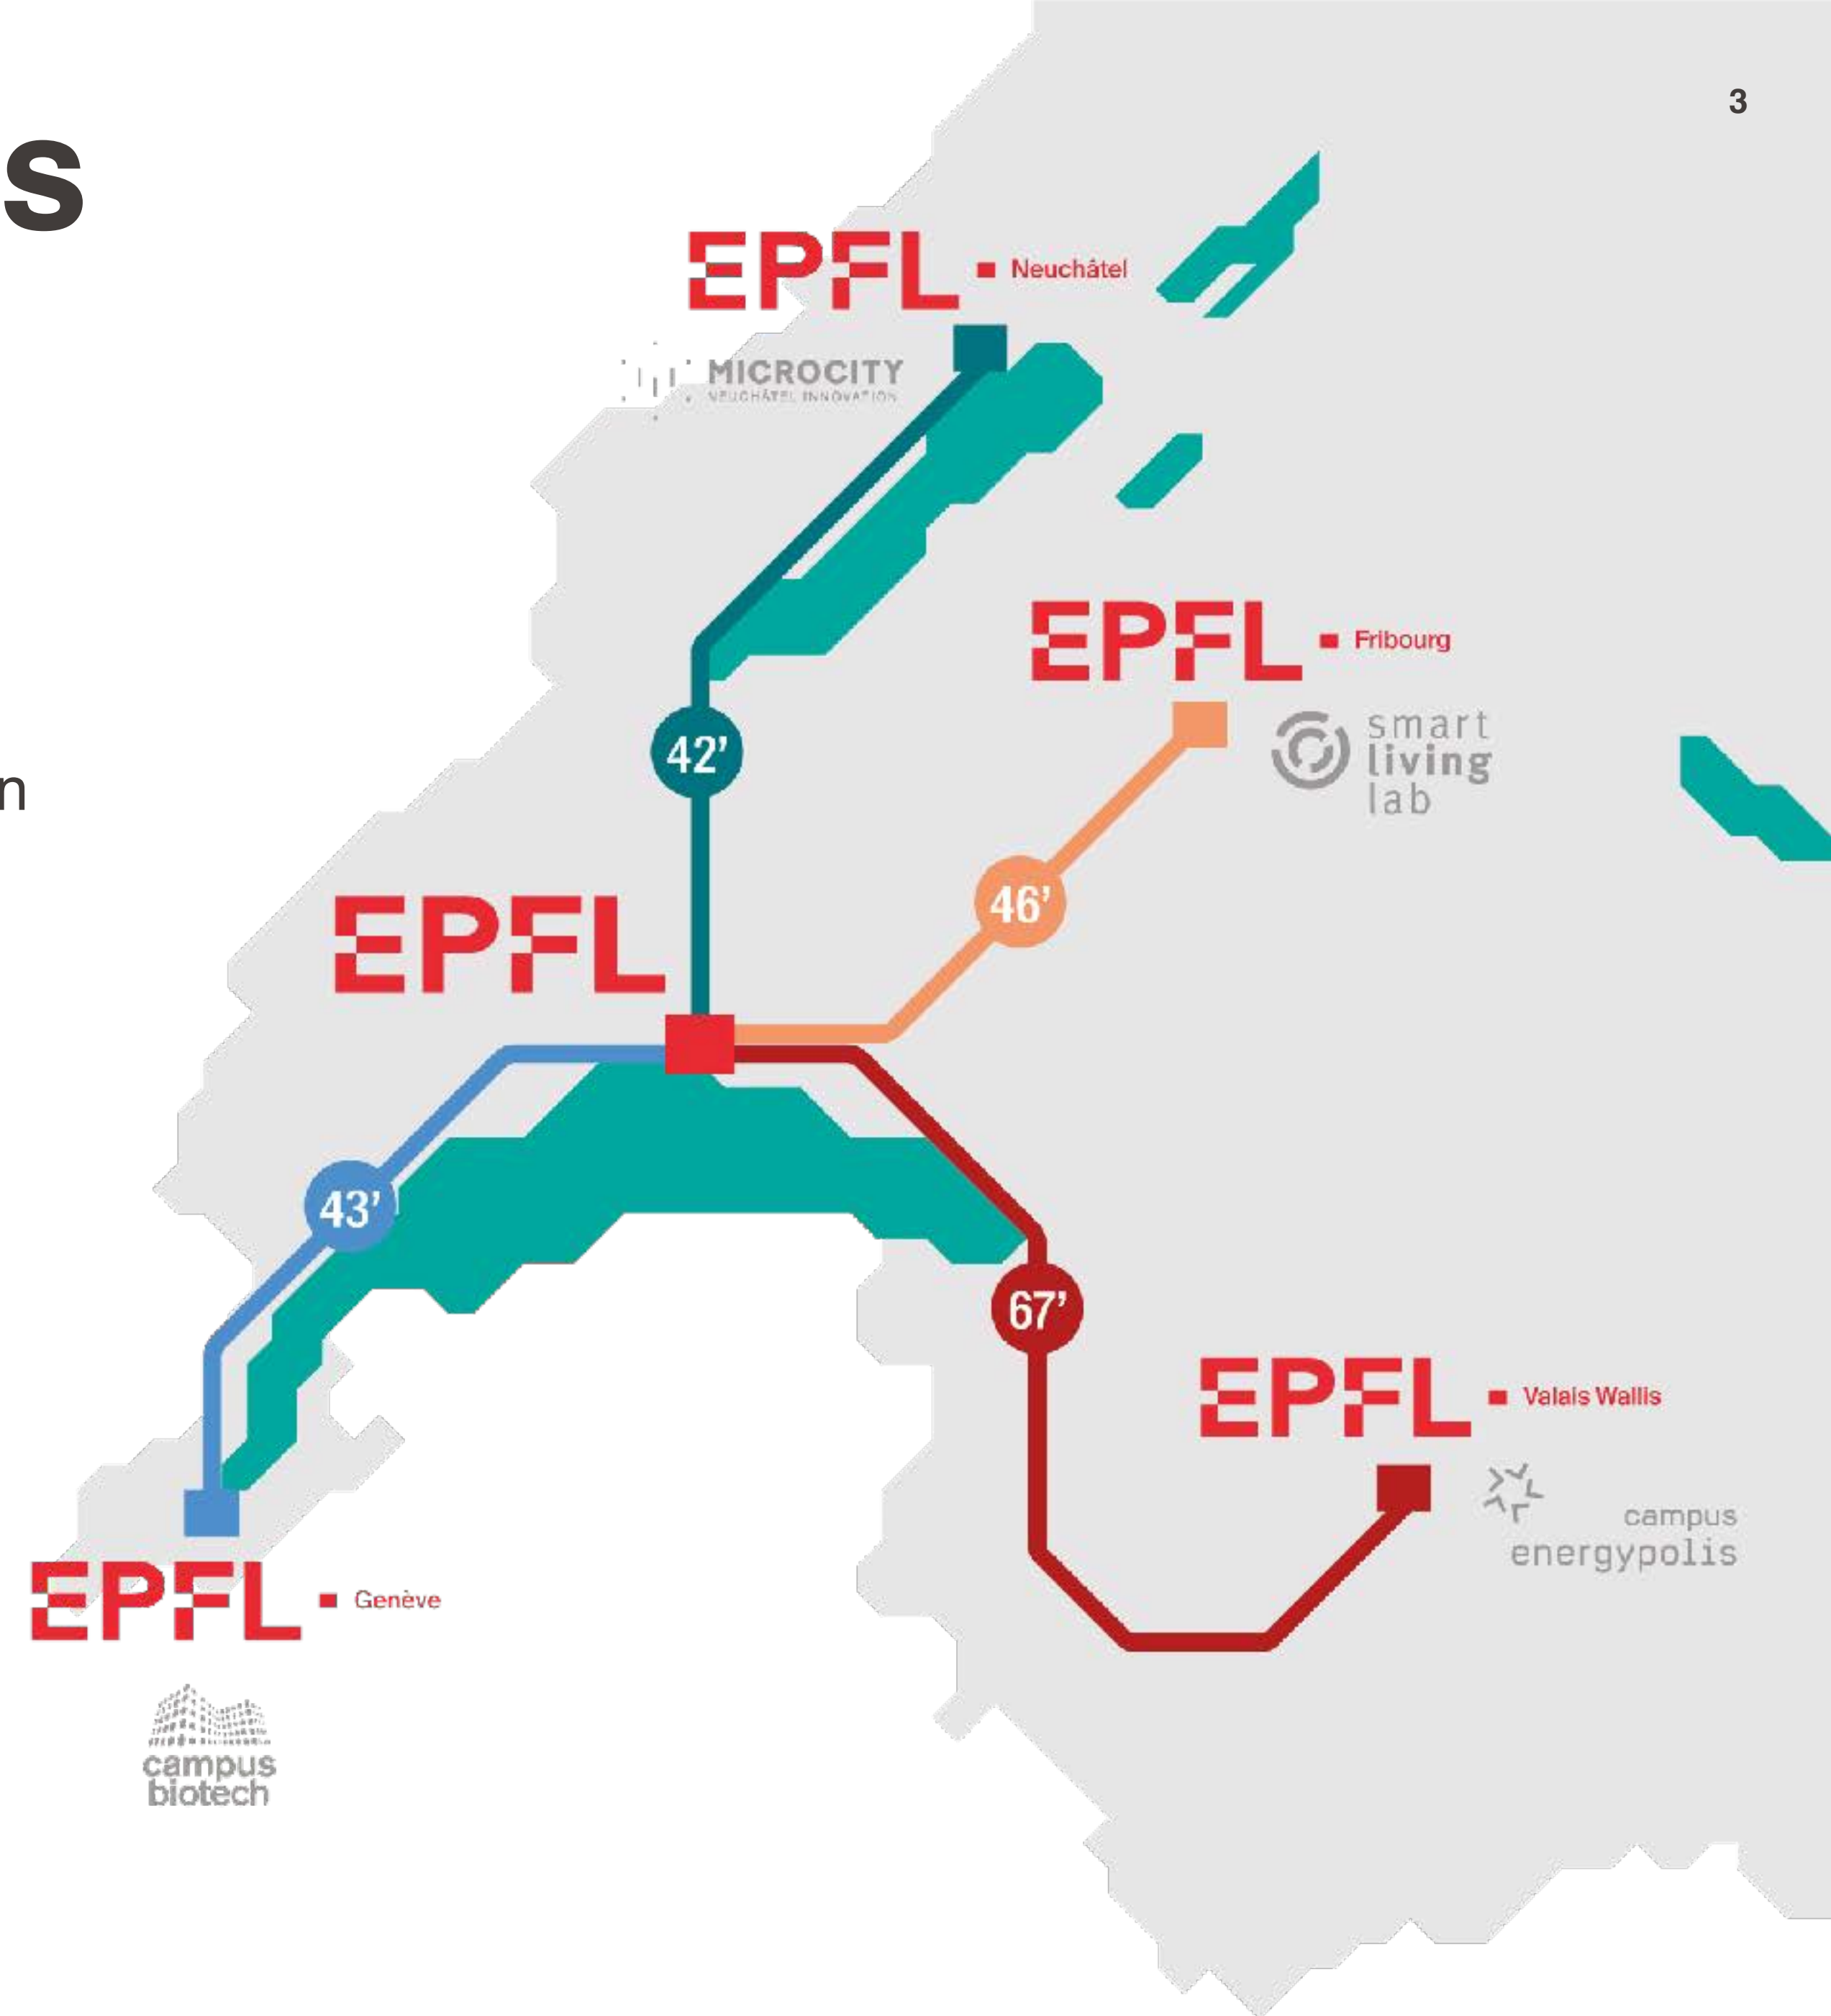 3
s
EPFL Neuchâtel
MICROCITY
NEUCHÂTEL INNOVATION
EPFL Fribourg
smart
living
lab
42’
n
46’
EPFL
43’
67’
EPFL Valais Wallis
campus
energypolis
EPFL Genève
campus
biotech